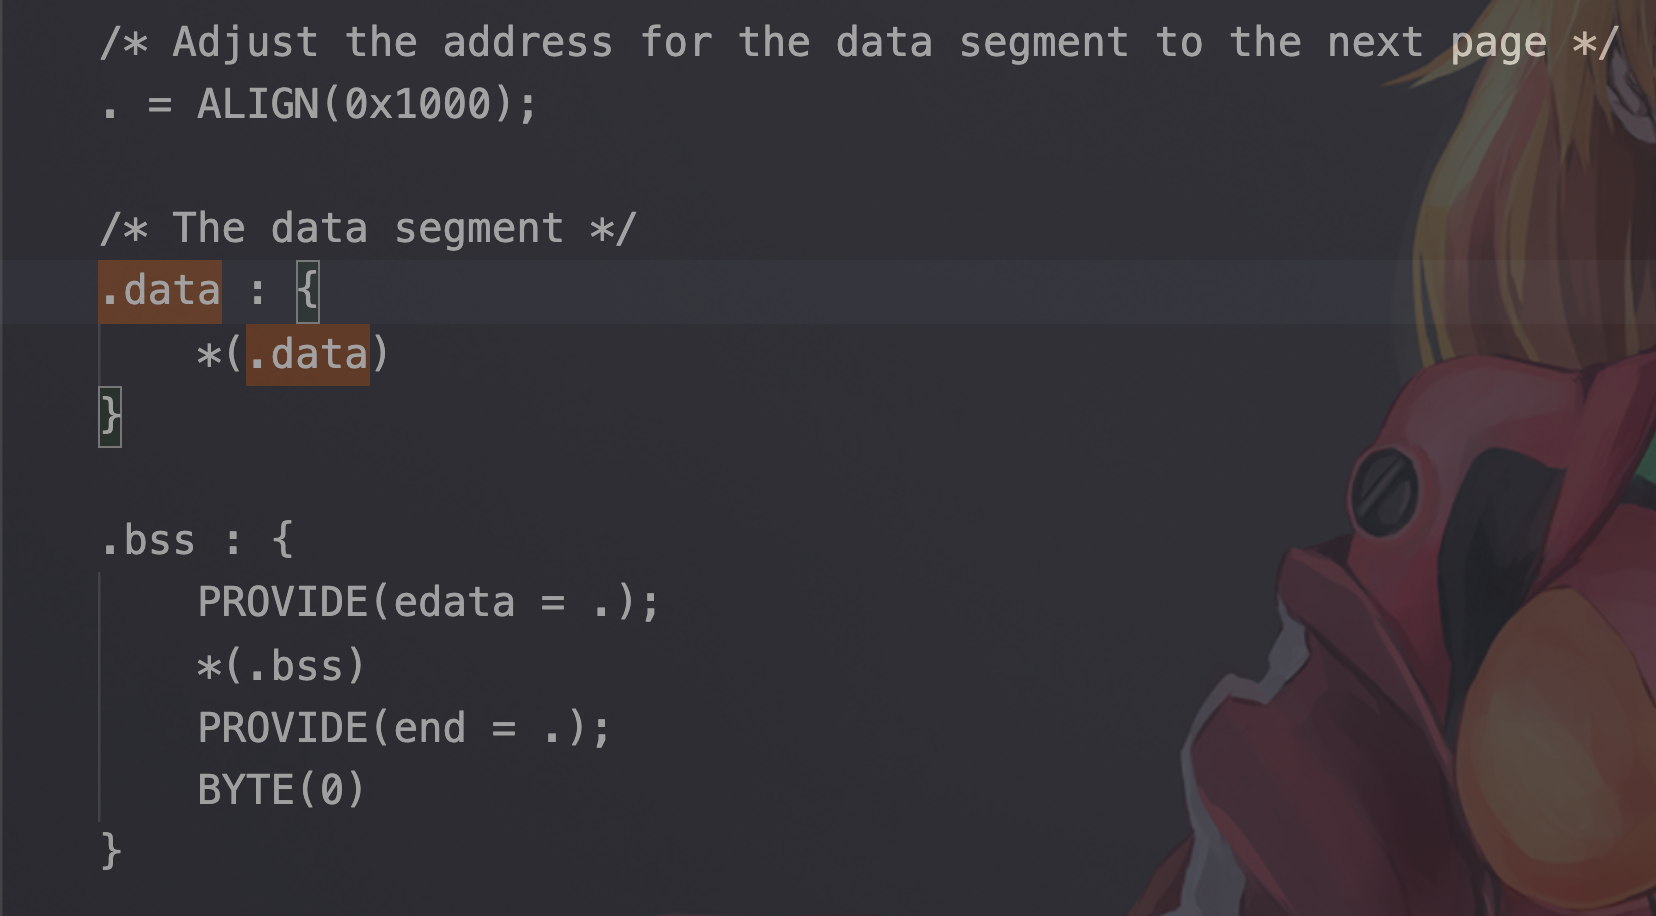 /* Adjust the address for the data segment to the next page */
. = ALIGN(0x1000);
/* The data segment */
.data : {
*(.data)
}
.bss : {
PROVIDE(edata = .);
*(.bss)
PROVIDE(end = .);
BYTE(0)
}